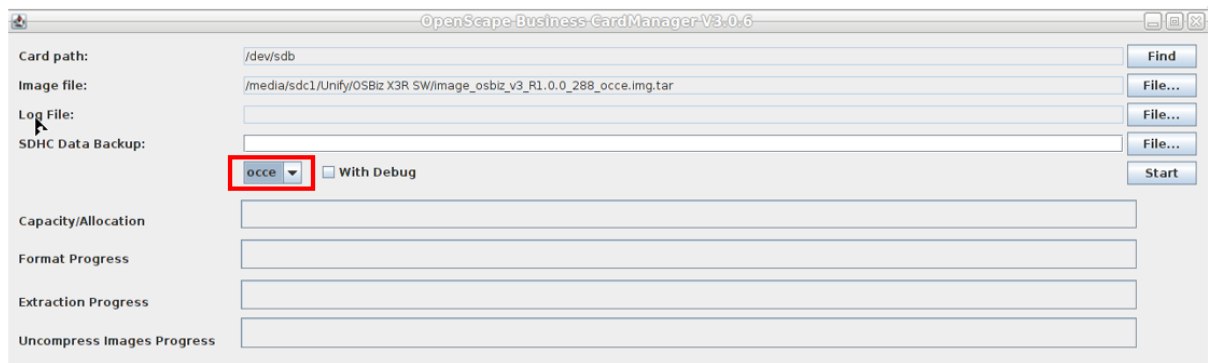 OpenScape-Business-CardManager-V3.0.6
Card path: /dev/sdb Find
Image file: /media/sdc1/Unify/OSBiz X3R SW/image_osbiz_v3_R1.0.0_288_occe.img.tar File...
Log File: File...
SDHC Data Backup: File...
occe With Debug Start
Capacity/Allocation
Format Progress
Extraction Progress
Uncompress Images Progress